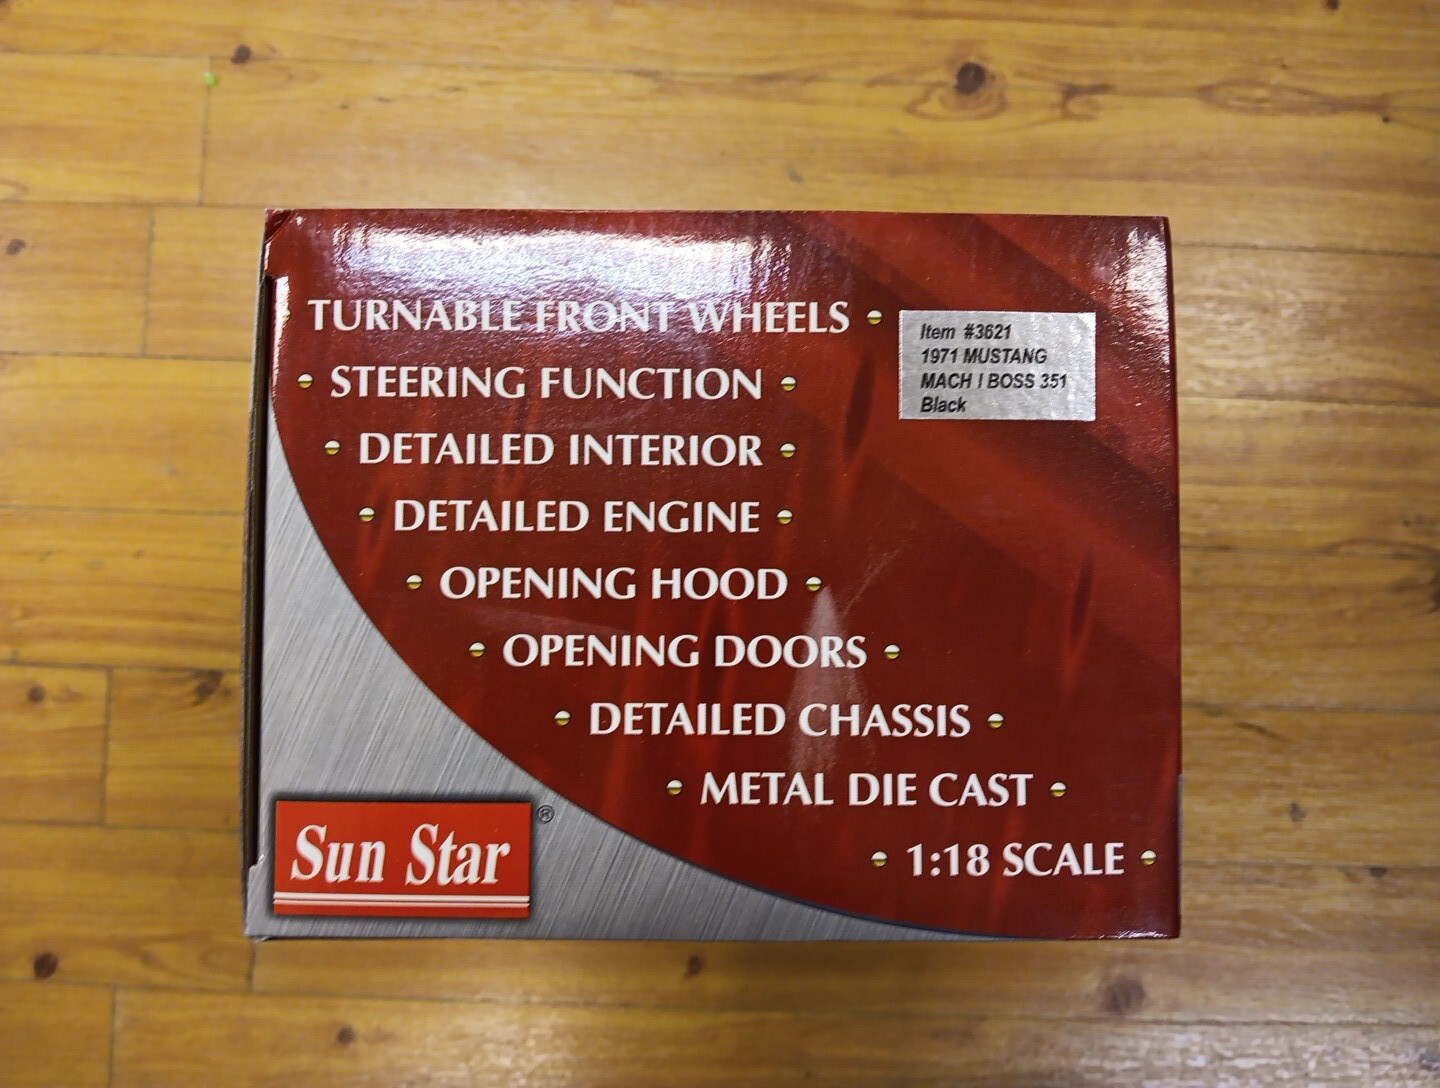 • TURNABLE FRONT WHEELS •
• STEERING FUNCTION •
• DETAILED INTERIOR •
• DETAILED ENGINE •
• OPENING HOOD •
• OPENING DOORS •
• DETAILED CHASSIS •
• METAL DIE CAST •
• 1:18 SCALE •
Item #3621
1971 MUSTANG
MACH I BOSS 351
Black
Sun Star ®